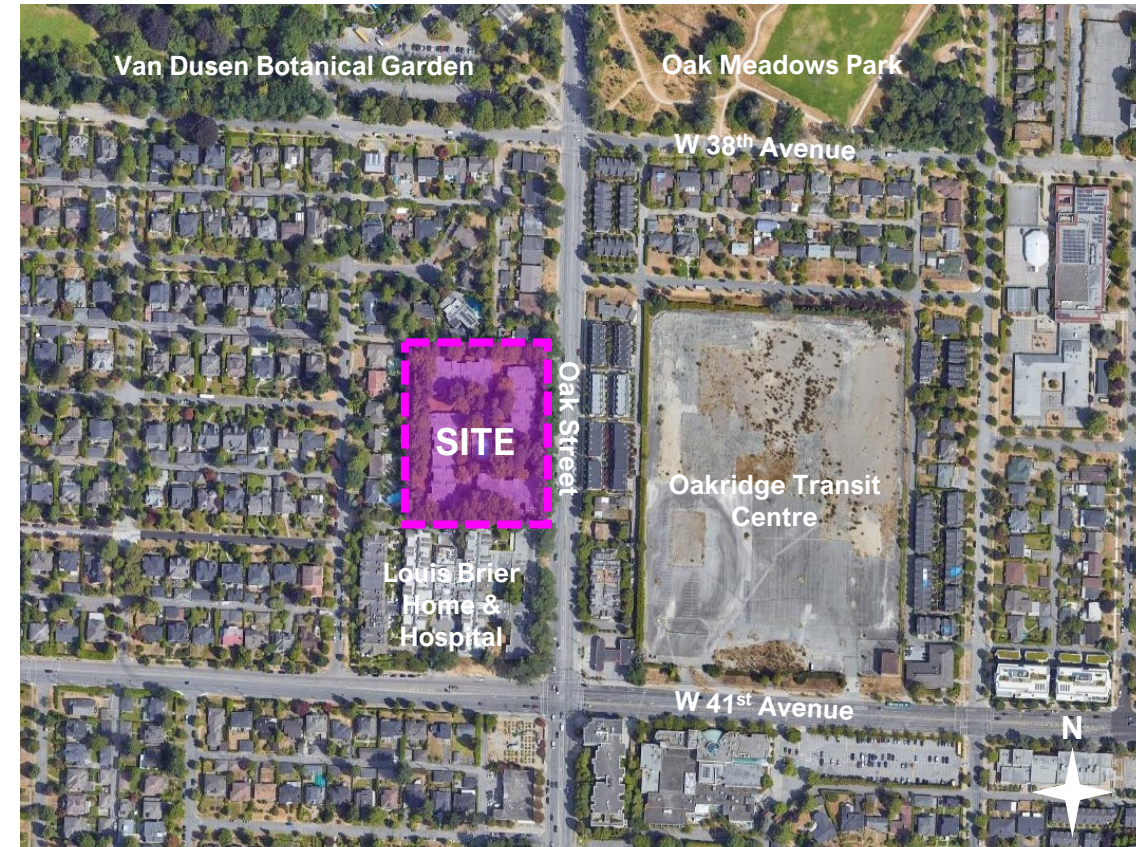 Van Dusen Botanical Garden
Oak Meadows Park
W 38th Avenue
Oak Street
SITE
Oakridge Transit
Centre
Louis Brier
Home &
Hospital
W 41st Avenue
N